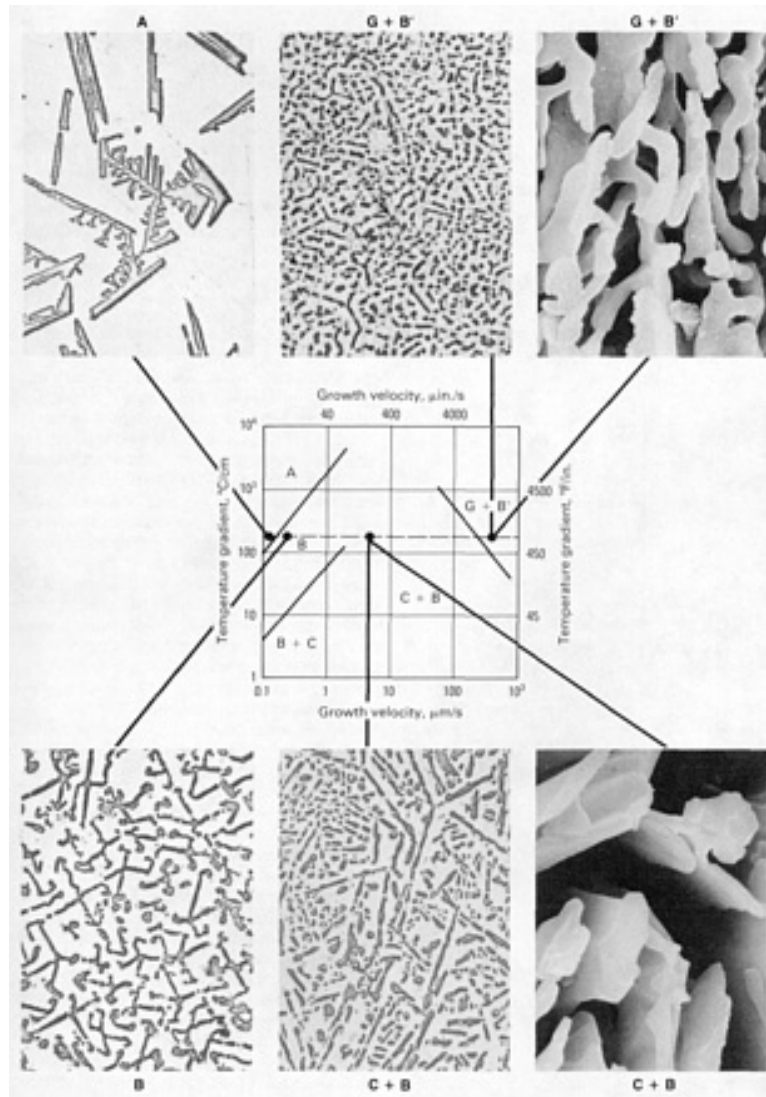 A
G + B'
G + B'
Growth velocity, μin./s
40
400
4000
10⁴
10³
100
10
1
Temperature gradient, °C/cm
A
B
G + B'
C + B
B + C
4500
450
45
Temperature gradient, °F/in.
0.1
1
10
100
10³
Growth velocity, μm/s
B
C + B
C + B